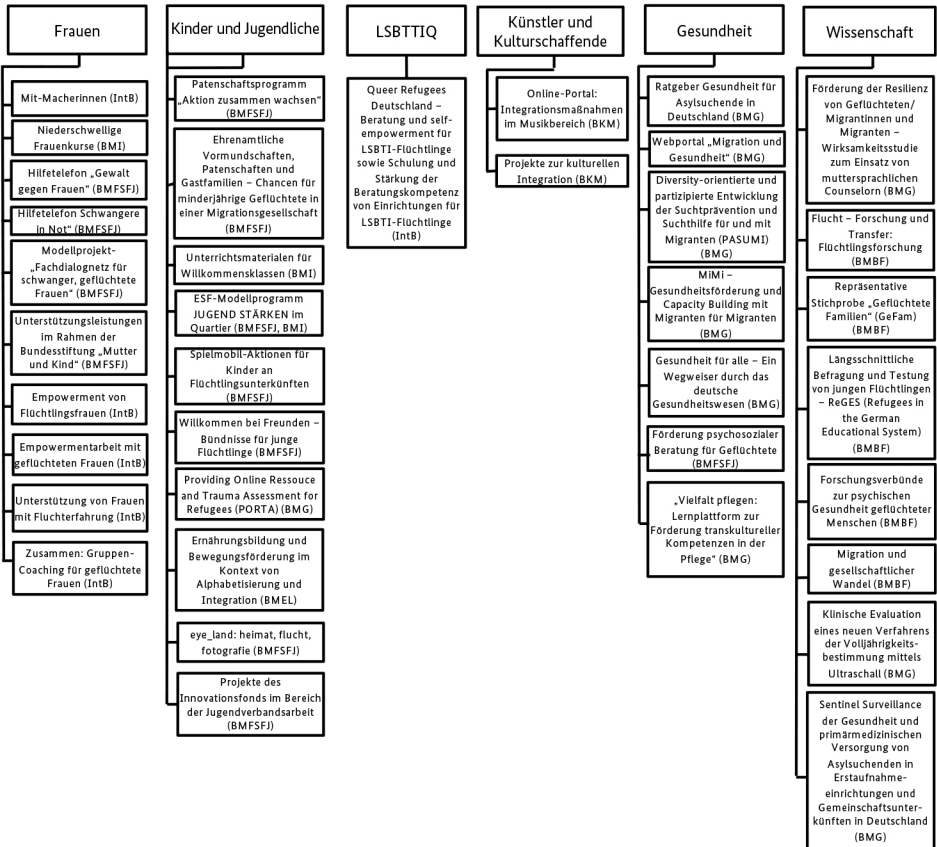 Frauen
Mit-Macherinnen (IntB)
Niederschwellige
Frauenkurse (BMI)
Hilfetelefon „Gewalt
gegen Frauen“ (BMFSFJ)
Hilfetelefon Schwangere
in Not“ (BMFSFJ)
Modellprojekt-
„Fachdialognetz für
schwanger, geflüchtete
Frauen“ (BMFSFJ)
Unterstützungsleistungen
im Rahmen der
Bundesstiftung „Mutter
und Kind“ (BMFSFJ)
Empowerment von
Flüchtlingsfrauen (IntB)
Empowermentarbeit mit
geflüchteten Frauen (IntB)
Unterstützung von Frauen
mit Fluchterfahrung (IntB)
Zusammen: Gruppen-
Coaching für geflüchtete
Frauen (IntB)
Kinder und Jugendliche
Patenschaftsprogramm
„Aktion zusammen wachsen“
(BMFSFJ)
Ehrenamtliche
Vormundschaften,
Patenschaften und
Gastfamilien – Chancen für
minderjährige Geflüchtete in
einer Migrationsgesellschaft
(BMFSFJ)
Unterrichtsmaterialen für
Willkommensklassen (BMI)
ESF-Modellprogramm
JUGEND STÄRKEN im
Quartier (BMFSFJ, BMI)
Spielmobil-Aktionen für
Kinder an
Flüchtlingsunterkünften
(BMFSFJ)
Willkommen bei Freunden –
Bündnisse für junge
Flüchtlinge (BMFSFJ)
Providing Online Ressouce
and Trauma Assessment for
Refugees (PORTA) (BMG)
Ernährungsbildung und
Bewegungsförderung im
Kontext von
Alphabetisierung und
Integration (BMEL)
eye_land: heimat, flucht,
fotografie (BMFSFJ)
Projekte des
Innovationsfonds im Bereich
der Jugendverbandsarbeit
(BMFSFJ)
LSBTTIQ
Queer Refugees
Deutschland –
Beratung und self-
empowerment für
LSBTI-Flüchtlinge
sowie Schulung und
Stärkung der
Beratungskompetenz
von Einrichtungen für
LSBTI-Flüchtlinge
(IntB)
Künstler und
Kulturschaffende
Online-Portal:
Integrationsmaßnahmen
im Musikbereich (BKM)
Projekte zur kulturellen
Integration (BKM)
Gesundheit
Ratgeber Gesundheit für
Asylsuchende in
Deutschland (BMG)
Webportal „Migration und
Gesundheit“ (BMG)
Diversity-orientierte und
partizipierte Entwicklung
der Suchtprävention und
Suchthilfe für und mit
Migranten (PASUMI)
(BMG)
MiMi –
Gesundheitsförderung und
Capacity Building mit
Migranten für Migranten
(BMG)
Gesundheit für alle – Ein
Wegweiser durch das
deutsche
Gesundheitswesen (BMG)
Förderung psychosozialer
Beratung für Geflüchtete
(BMFSFJ)
„Vielfalt pflegen:
Lernplattform zur
Förderung transkultureller
Kompetenzen in der
Pflege“ (BMG)
Wissenschaft
Förderung der Resilienz
von Geflüchteten/
Migrantinnen und
Migranten –
Wirksamkeitsstudie
zum Einsatz von
muttersprachlichen
Counselorn (BMG)
Flucht – Forschung und
Transfer:
Flüchtlingsforschung
(BMBF)
Repräsentative
Stichprobe „Geflüchtete
Familien“ (GeFam)
(BMBF)
Längsschnittliche
Befragung und Testung
von jungen Flüchtlingen
– ReGES (Refugees in
the German
Educational System)
(BMBF)
Forschungsverbünde
zur psychischen
Gesundheit geflüchteter
Menschen (BMBF)
Migration und
gesellschaftlicher
Wandel (BMBF)
Klinische Evaluation
eines neuen Verfahrens
der Volljährigkeits-
bestimmung mittels
Ultraschall (BMG)
Sentinel Surveillance
der Gesundheit und
primärmedizinischen
Versorgung von
Asylsuchenden in
Erstaufnahme-
einrichtungen und
Gemeinschaftsunter-
künften in Deutschland
(BMG)